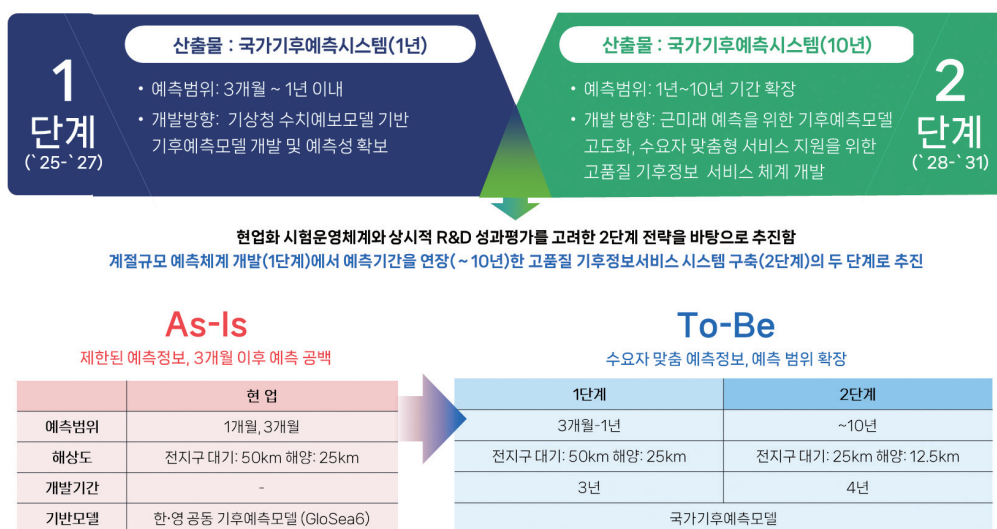 1
단계
(`25-`27)
산출물 : 국가기후예측시스템(1년)
• 예측범위: 3개월 ~ 1년 이내
• 개발방향: 기상청 수치예보모델 기반
기후예측모델 개발 및 예측성 확보
산출물 : 국가기후예측시스템(10년)
• 예측범위: 1년~10년 기간 확장
• 개발 방향: 근미래 예측을 위한 기후예측모델
고도화, 수요자 맞춤형 서비스 지원을 위한
고품질 기후정보 서비스 체계 개발
2
단계
(`28-`31)
현업화 시험운영체계와 상시적 R&D 성과평가를 고려한 2단계 전략을 바탕으로 추진함
계절규모 예측체계 개발(1단계)에서 예측기간을 연장( ~ 10년)한 고품질 기후정보서비스 시스템 구축(2단계)의 두 단계로 추진
As-Is
제한된 예측정보, 3개월 이후 예측 공백
현 업
예측범위 1개월, 3개월
해상도 전지구 대기: 50km 해양: 25km
개발기간 -
기반모델 한·영 공동 기후예측모델 (GloSea6)
To-Be
수요자 맞춤 예측정보, 예측 범위 확장
1단계 2단계
3개월-1년 ~10년
전지구 대기: 50km 해양: 25km 전지구 대기: 25km 해양: 12.5km
3년 4년
국가기후예측모델